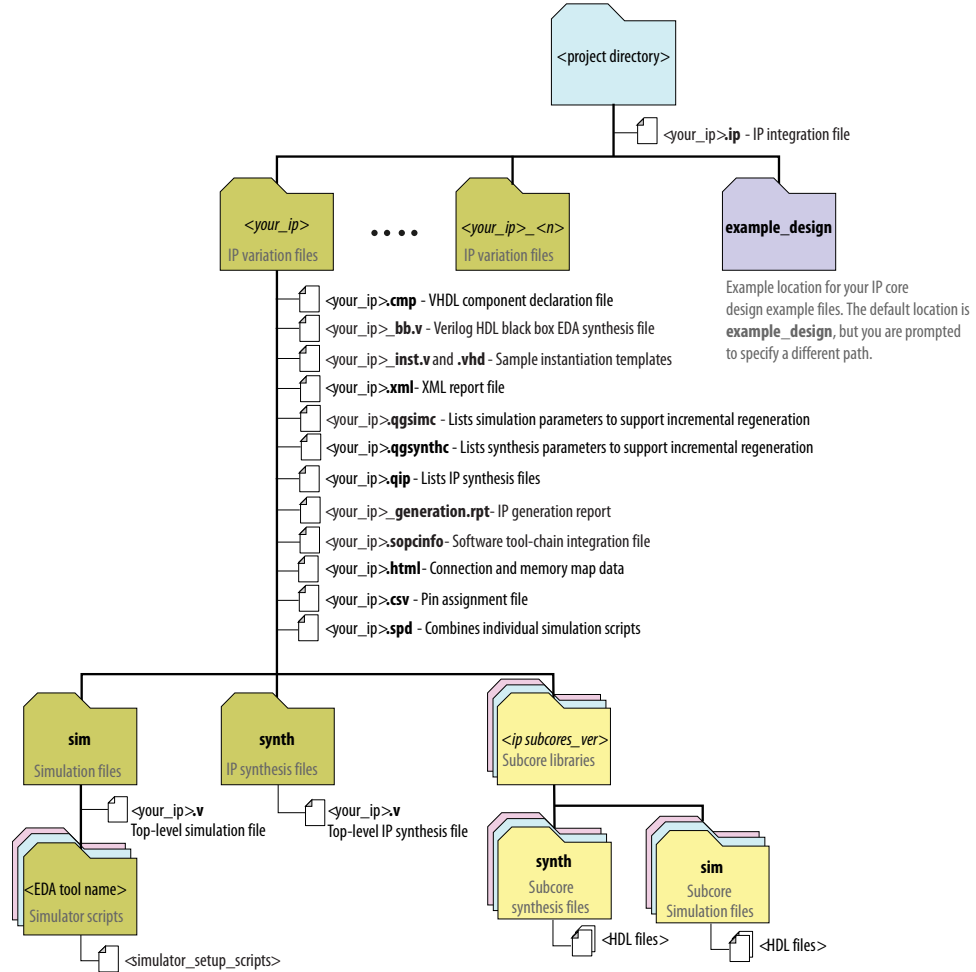 <project directory>
<your_ip>.ip - IP integration file
<your_ip>
IP variation files
<your_ip>_<n>
IP variation files
example_design
Example location for your IP core
design example files. The default location is
example_design, but you are prompted
to specify a different path.
<your_ip>.cmp - VHDL component declaration file
<your_ip>_bb.v - Verilog HDL black box EDA synthesis file
<your_ip>_inst.v and .vhd - Sample instantiation templates
<your_ip>.xml- XML report file
<your_ip>.qgsimc - Lists simulation parameters to support incremental regeneration
<your_ip>.qgsynthc - Lists synthesis parameters to support incremental regeneration
<your_ip>.qip - Lists IP synthesis files
<your_ip>_generation.rpt- IP generation report
<your_ip>.sopcinfo- Software tool-chain integration file
<your_ip>.html- Connection and memory map data
<your_ip>.csv - Pin assignment file
<your_ip>.spd - Combines individual simulation scripts
sim
Simulation files
synth
IP synthesis files
<ip subcores_ver>
Subcore libraries
<your_ip>.v
Top-level simulation file
<your_ip>.v
Top-level IP synthesis file
<EDA tool name>
Simulator scripts
<simulator_setup_scripts>
synth
Subcore
synthesis files
<HDL files>
sim
Subcore
Simulation files
<HDL files>